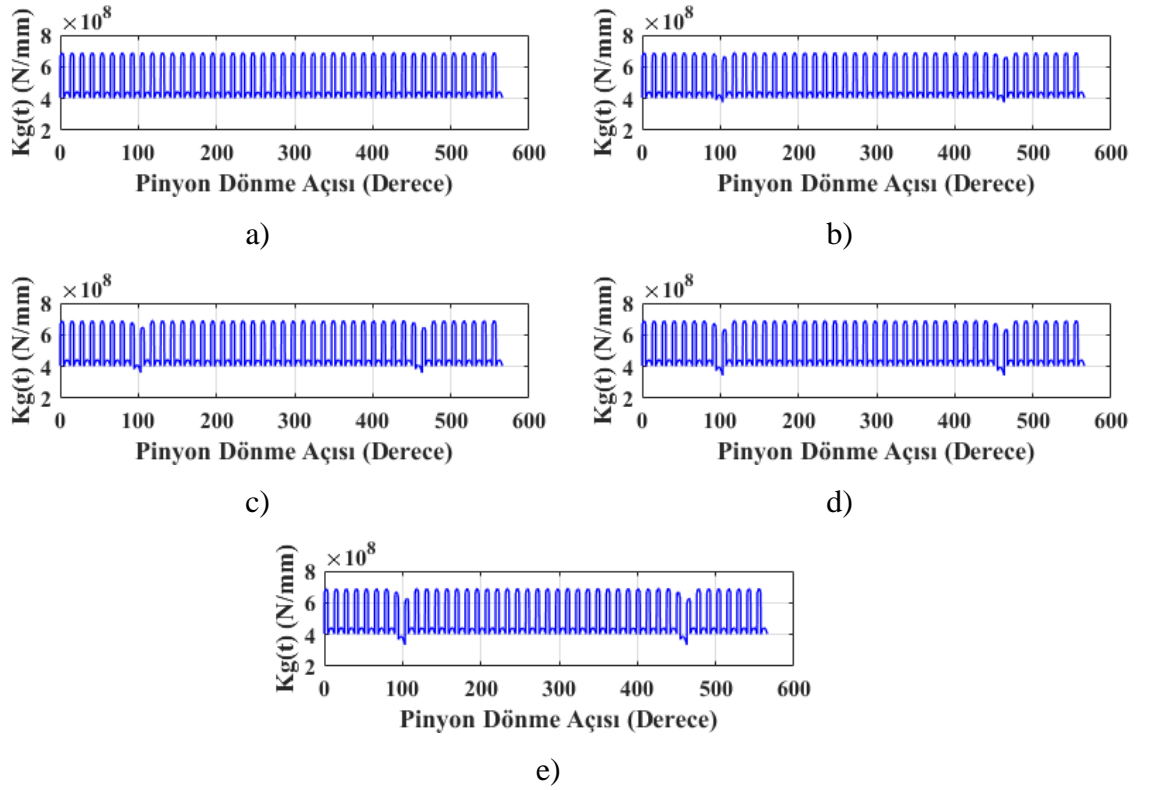 ×10⁸
Kg(t) (N/mm)
8
6
4
2
0 100 200 300 400 500 600
Pinyon Dönme Açısı (Derece)
a)
×10⁸
Kg(t) (N/mm)
8
6
4
2
0 100 200 300 400 500 600
Pinyon Dönme Açısı (Derece)
b)
×10⁸
Kg(t) (N/mm)
8
6
4
2
0 100 200 300 400 500 600
Pinyon Dönme Açısı (Derece)
c)
×10⁸
Kg(t) (N/mm)
8
6
4
2
0 100 200 300 400 500 600
Pinyon Dönme Açısı (Derece)
d)
×10⁸
Kg(t) (N/mm)
8
6
4
2
0 100 200 300 400 500 600
Pinyon Dönme Açısı (Derece)
e)